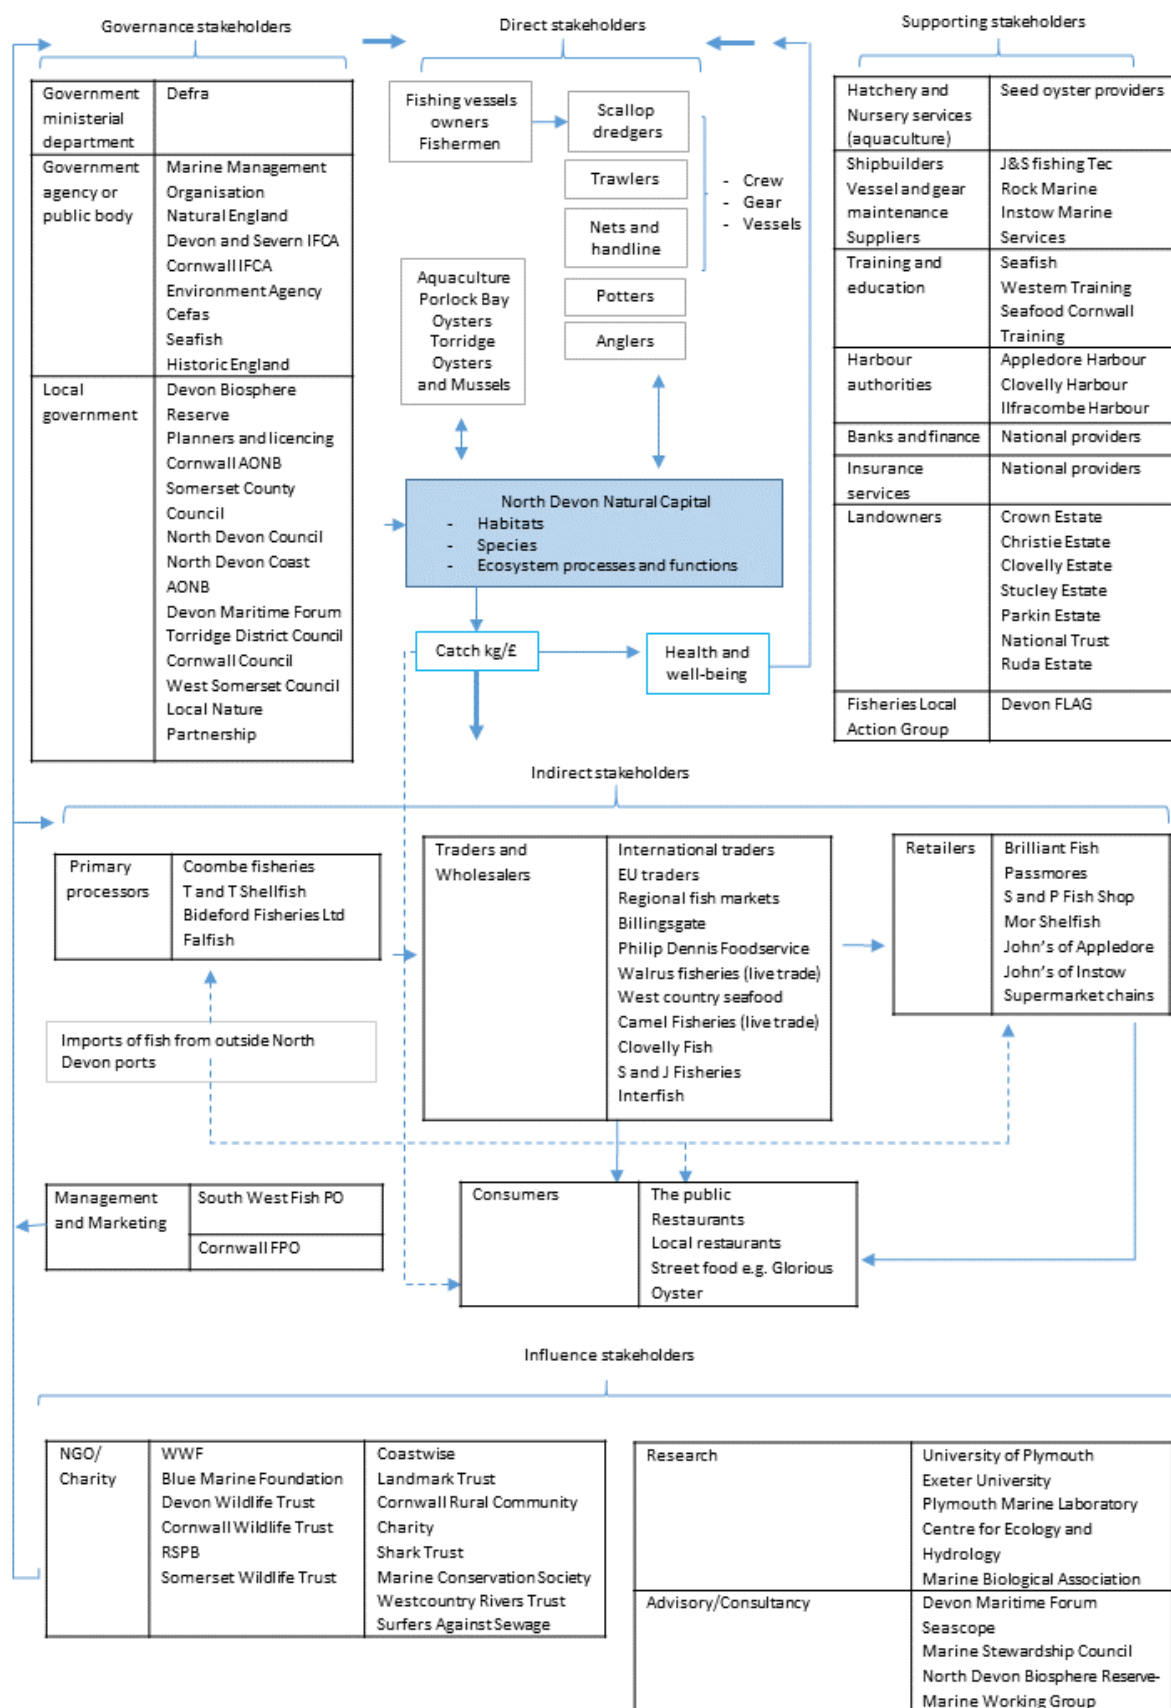 Governance stakeholders
Direct stakeholders
Supporting stakeholders
Government
ministerial
department
Defra
Government
agency or
public body
Marine Management
Organisation
Natural England
Devon and Severn IFCA
Cornwall IFCA
Environment Agency
Cefas
Seafish
Historic England
Local
government
Devon Biosphere
Reserve
Planners and licencing
Cornwall AONB
Somerset County
Council
North Devon Council
North Devon Coast
AONB
Devon Maritime Forum
Torridge District Council
Cornwall Council
West Somerset Council
Local Nature
Partnership
Fishing vessels
owners
Fishermen
Scallop
dredgers
Trawlers
Nets and
handline
Potters
Anglers
- Crew
- Gear
- Vessels
Aquaculture
Porlock Bay
Oysters
Torridge
Oysters
and Mussels
North Devon Natural Capital
- Habitats
- Species
- Ecosystem processes and functions
Catch kg/£
Health and
well-being
Hatchery and
Nursery services
(aquaculture)
Seed oyster providers
Shipbuilders
Vessel and gear
maintenance
Suppliers
J&S fishing Tec
Rock Marine
Instow Marine
Services
Training and
education
Seafish
Western Training
Seafood Cornwall
Training
Harbour
authorities
Appledore Harbour
Clovelly Harbour
Ilfracombe Harbour
Banks and finance
National providers
Insurance
services
National providers
Landowners
Crown Estate
Christie Estate
Clovelly Estate
Stucley Estate
Parkin Estate
National Trust
Ruda Estate
Fisheries Local
Action Group
Devon FLAG
Indirect stakeholders
Primary
processors
Coombe fisheries
T and T Shellfish
Bideford Fisheries Ltd
Falfish
Traders and
Wholesalers
International traders
EU traders
Regional fish markets
Billingsgate
Philip Dennis Foodservice
Walrus fisheries (live trade)
West country seafood
Camel Fisheries (live trade)
Clovelly Fish
S and J Fisheries
Interfish
Retailers
Brilliant Fish
Passmores
S and P Fish Shop
Mor Shelfish
John's of Appledore
John's of Instow
Supermarket chains
Imports of fish from outside North
Devon ports
Management
and Marketing
South West Fish PO
Cornwall FPO
Consumers
The public
Restaurants
Local restaurants
Street food e.g. Glorious
Oyster
Influence stakeholders
NGO/
Charity
WWF
Blue Marine Foundation
Devon Wildlife Trust
Cornwall Wildlife Trust
RSPB
Somerset Wildlife Trust
Coastwise
Landmark Trust
Cornwall Rural Community
Charity
Shark Trust
Marine Conservation Society
Westcountry Rivers Trust
Surfers Against Sewage
Research
University of Plymouth
Exeter University
Plymouth Marine Laboratory
Centre for Ecology and
Hydrology
Marine Biological Association
Advisory/Consultancy
Devon Maritime Forum
Seascope
Marine Stewardship Council
North Devon Biosphere Reserve-
Marine Working Group